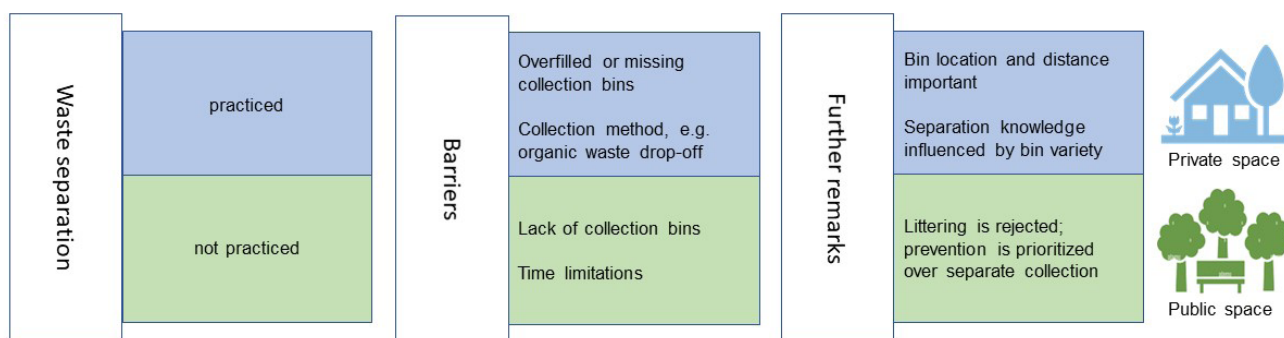 Waste separation
practiced
not practiced
Barriers
Overfilled or missing
collection bins
Collection method, e.g.
organic waste drop-off
Lack of collection bins
Time limitations
Further remarks
Bin location and distance
important
Separation knowledge
influenced by bin variety
Littering is rejected;
prevention is prioritized
over separate collection
Private space
Public space